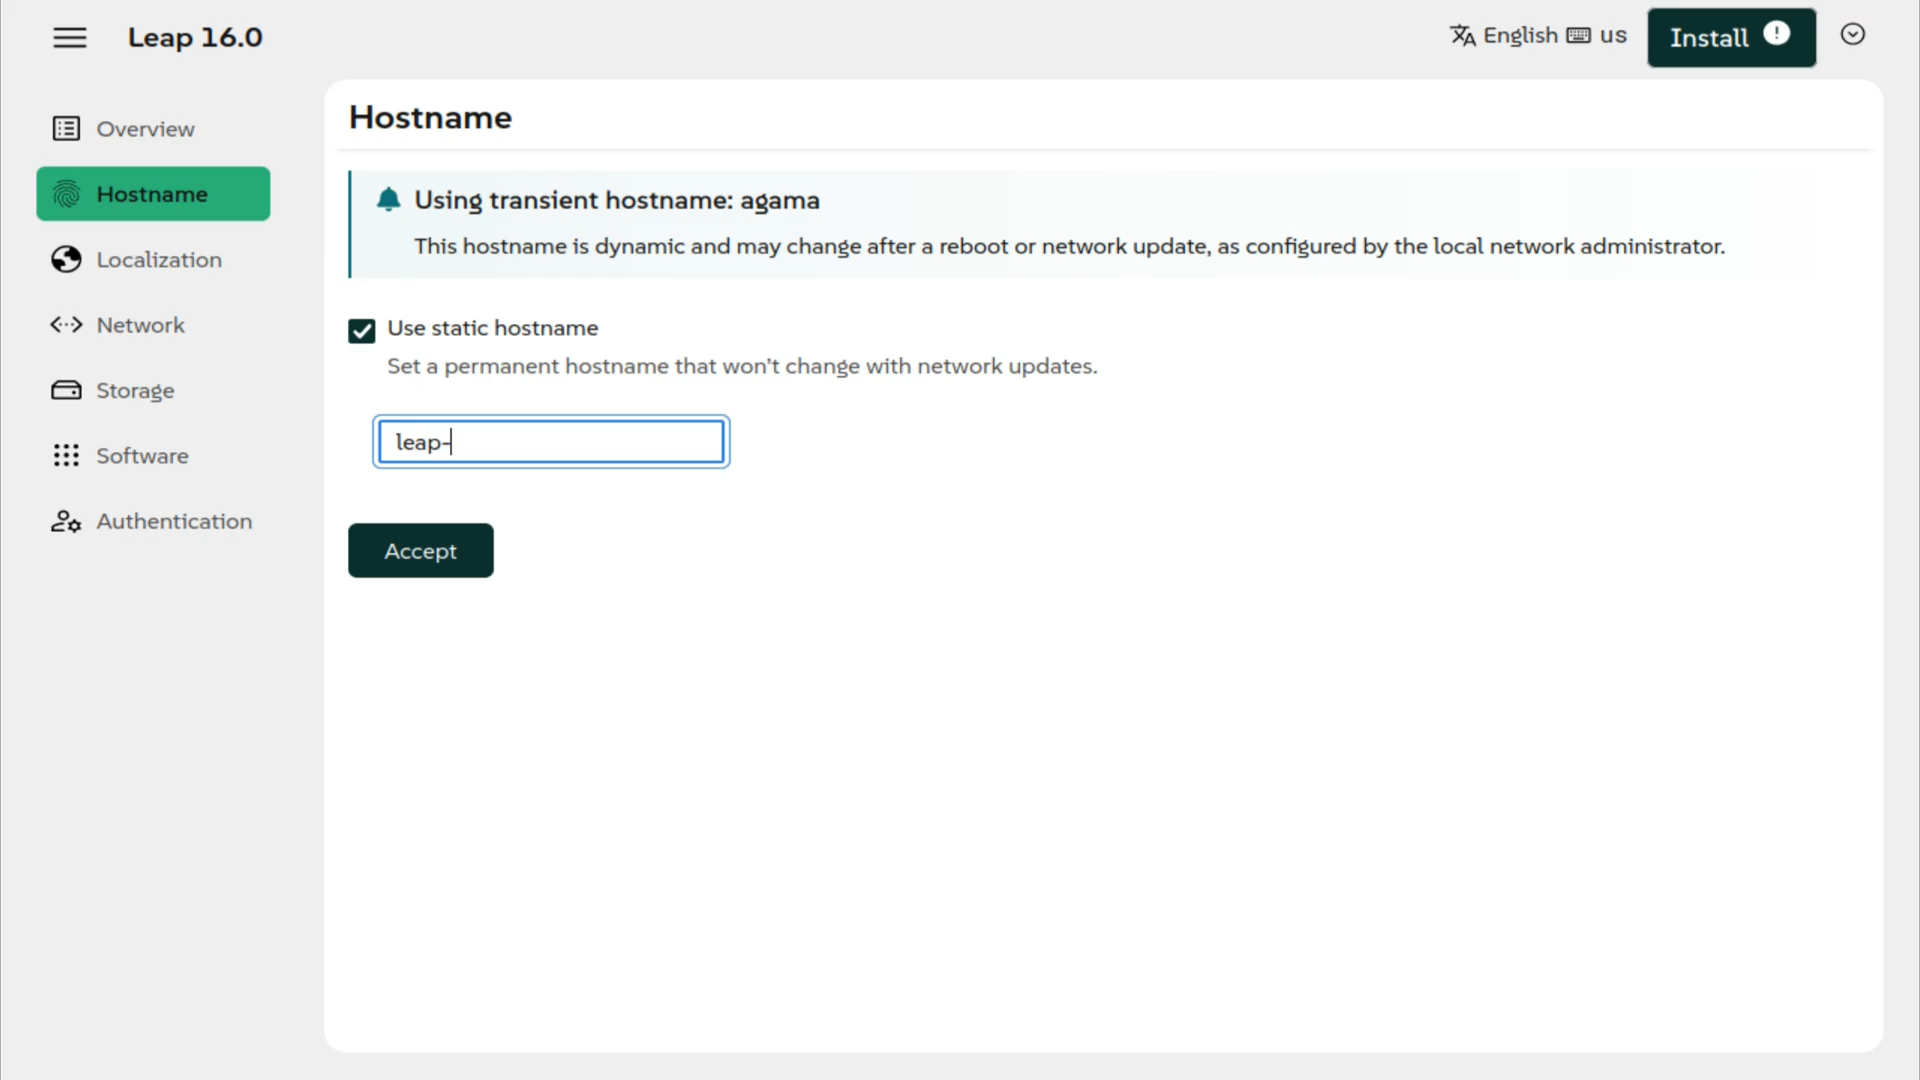 Leap 16.0
English us
Install !
Overview
Hostname
Localization
Network
Storage
Software
Authentication
Hostname
Using transient hostname: agama
This hostname is dynamic and may change after a reboot or network update, as configured by the local network administrator.
Use static hostname
Set a permanent hostname that won’t change with network updates.
leap-
Accept